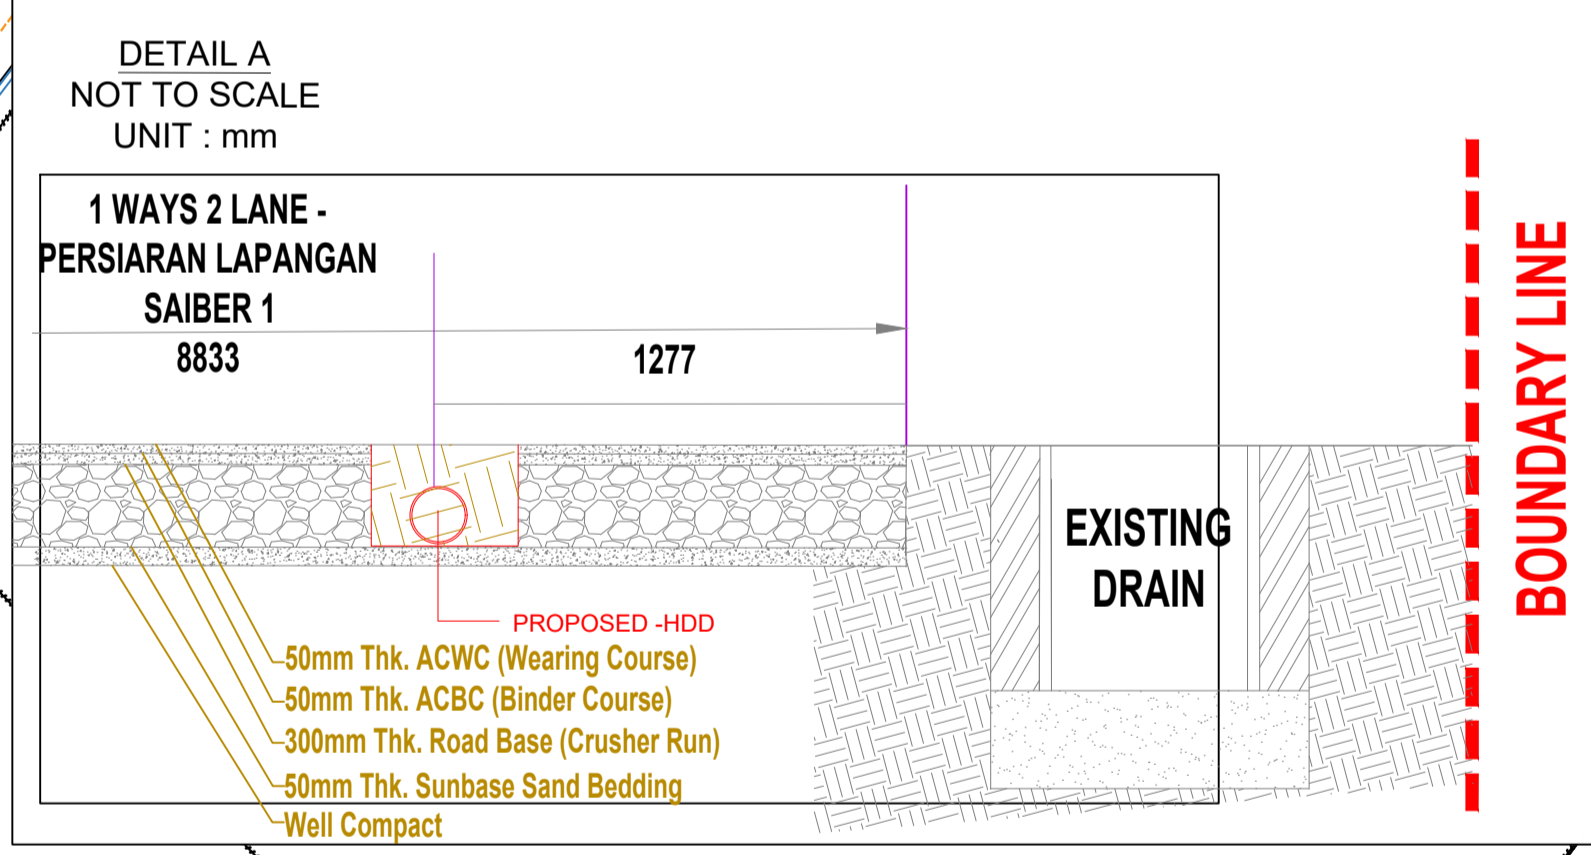 DETAIL A
NOT TO SCALE
UNIT : mm
1 WAYS 2 LANE -
PERSIARAN LAPANGAN
SAIBER 1
8833
1277
BOUNDARY LINE
EXISTING
DRAIN
PROPOSED -HDD
50mm Thk. ACWC (Wearing Course)
50mm Thk. ACBC (Binder Course)
300mm Thk. Road Base (Crusher Run)
50mm Thk. Sunbase Sand Bedding
Well Compact